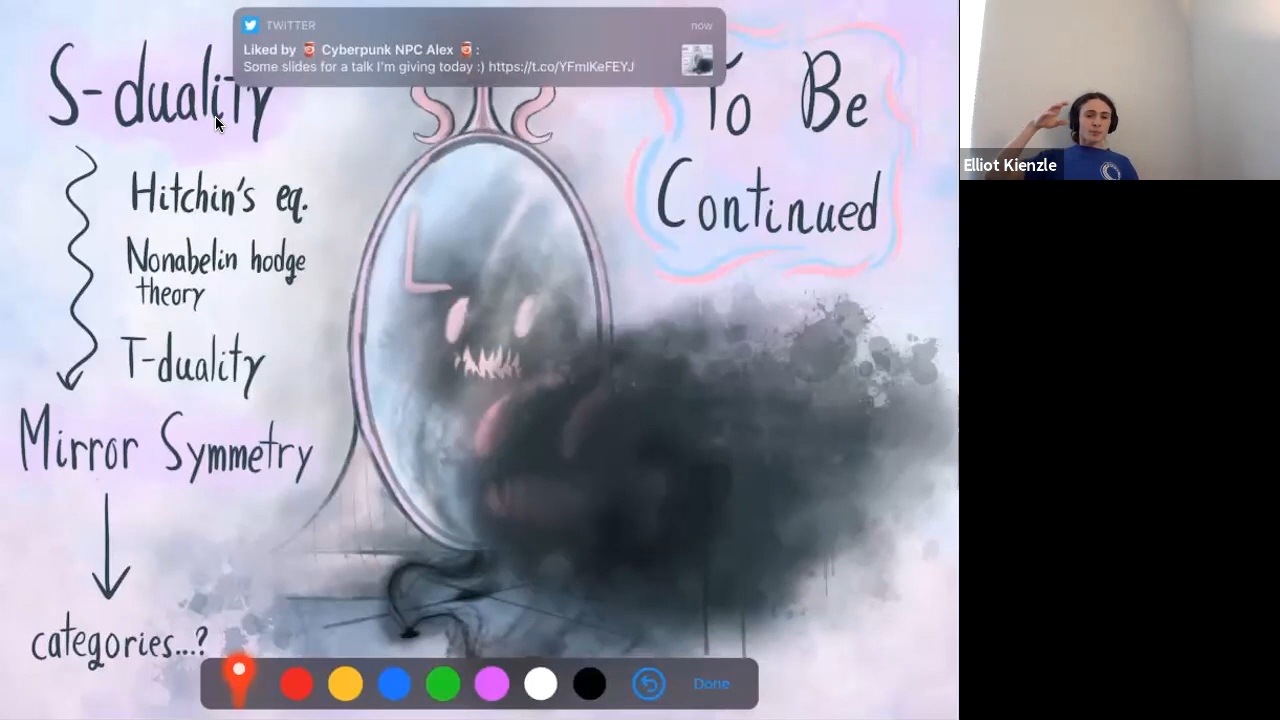 TWITTER
now
Liked by 🥫 Cyberpunk NPC Alex 🥫 :
Some slides for a talk I'm giving today :) https://t.co/YFmlKeFEYJ
S-duality
Hitchin's eq.
Nonabelin hodge
theory
T-duality
Mirror Symmetry
categories...?
To Be
Continued
L
Elliot Kienzle
Done